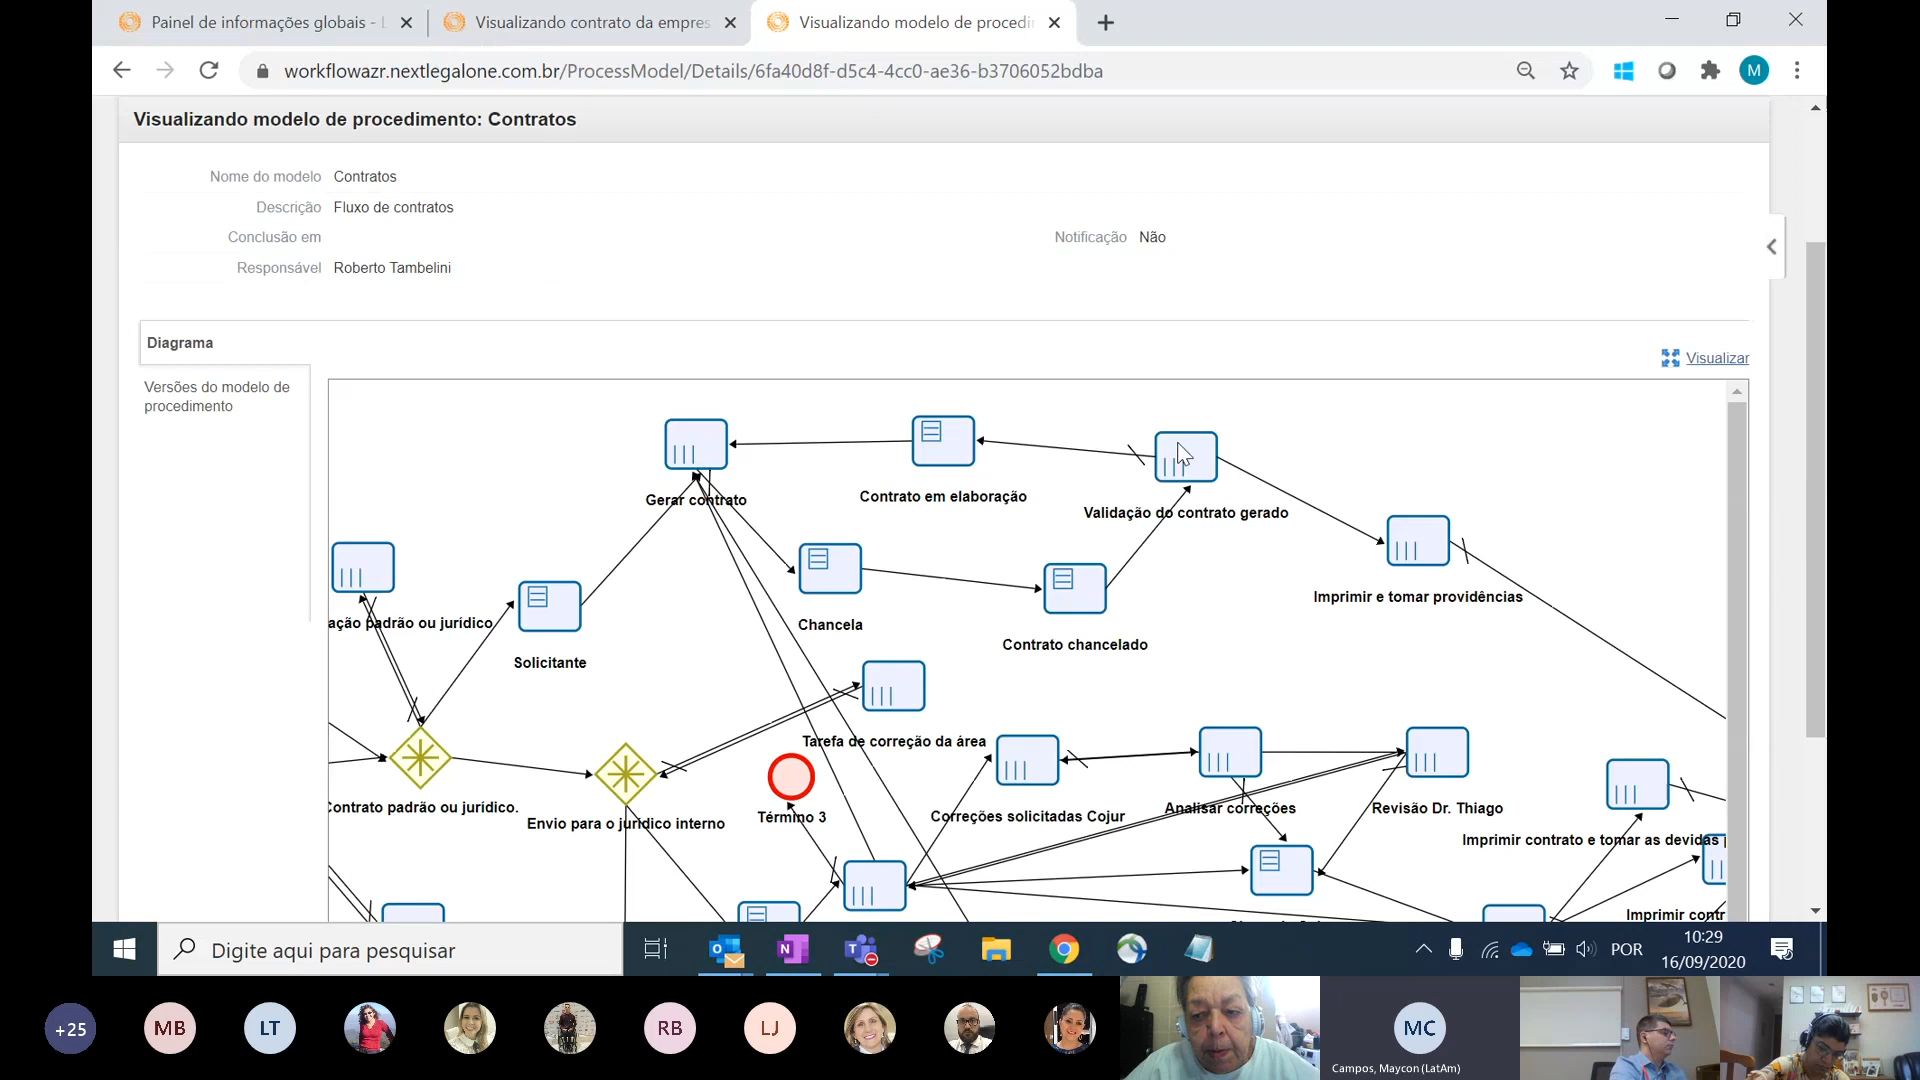 Painel de informações globais - L
Visualizando contrato da empres
Visualizando modelo de procedi
workflowazr.nextlegalone.com.br/ProcessModel/Details/6fa40d8f-d5c4-4cc0-ae36-b3706052bdba
M
Visualizando modelo de procedimento: Contratos
Nome do modelo Contratos
Descrição Fluxo de contratos
Conclusão em
Notificação Não
Responsável Roberto Tambelini
Diagrama
Visualizar
Versões do modelo de
procedimento
Gerar contrato
Contrato em elaboração
Validação do contrato gerado
Imprimir e tomar providências
ação padrão ou jurídico
Chancela
Contrato chancelado
Solicitante
Tarefa de correção da área
Contrato padrão ou jurídico.
Envio para o jurídico interno
Término 3
Correções solicitadas Cojur
Analisar correções
Revisão Dr. Thiago
Imprimir contrato e tomar as devidas p
Imprimir contr
Digite aqui para pesquisar
POR
10:29
16/09/2020
+25
MB
LT
RB
LJ
MC
Campos, Maycon (LatAm)